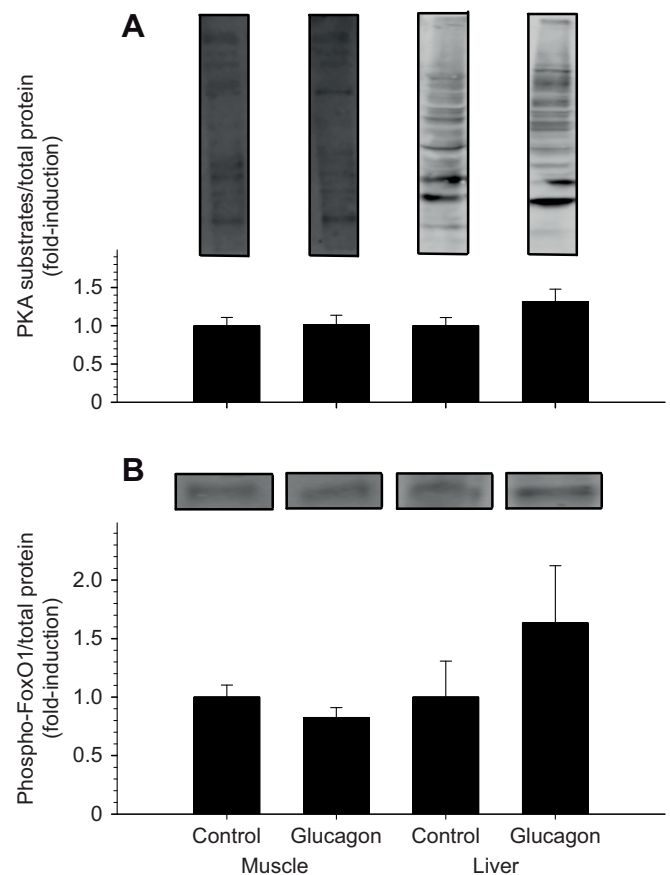 A
PKA substrates/total protein
(fold-induction)
1.5
1.0
0.5
0
B
Phospho-FoxO1/total protein
(fold-induction)
2.0
1.5
1.0
0.5
0
Control Glucagon Control Glucagon
Muscle Liver